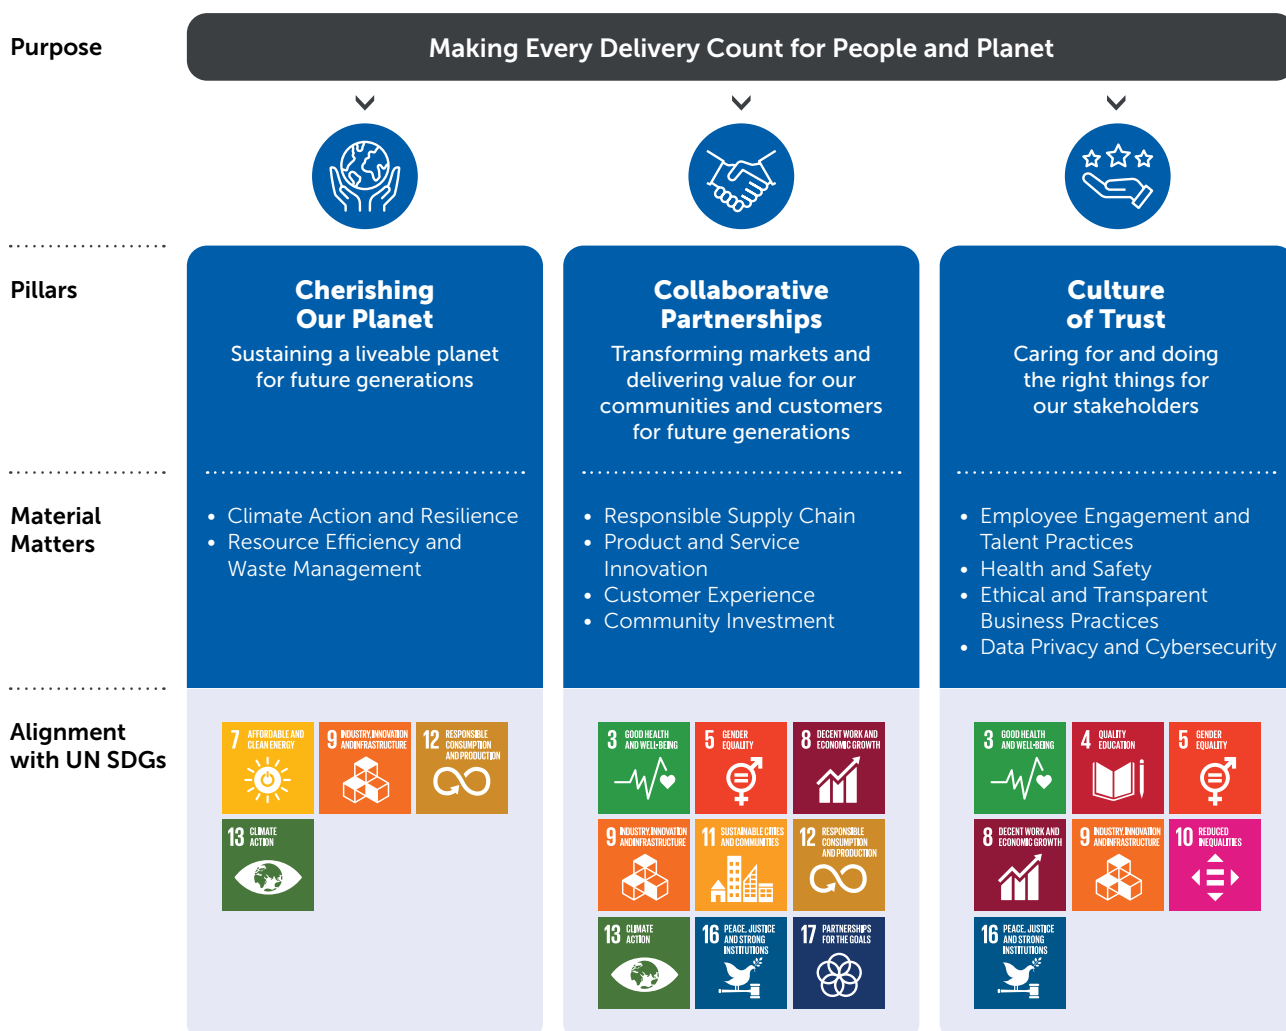 Purpose
Making Every Delivery Count for People and Planet
Pillars
Cherishing
Our Planet
Sustaining a liveable planet
for future generations
Collaborative
Partnerships
Transforming markets and
delivering value for our
communities and customers
for future generations
Culture
of Trust
Caring for and doing
the right things for
our stakeholders
Material
Matters
• Climate Action and Resilience
• Resource Efficiency and
Waste Management
• Responsible Supply Chain
• Product and Service
Innovation
• Customer Experience
• Community Investment
• Employee Engagement and
Talent Practices
• Health and Safety
• Ethical and Transparent
Business Practices
• Data Privacy and Cybersecurity
Alignment
with UN SDGs
7 AFFORDABLE AND
CLEAN ENERGY
9 INDUSTRY, INNOVATION
AND INFRASTRUCTURE
12 RESPONSIBLE
CONSUMPTION
AND PRODUCTION
13 CLIMATE
ACTION
3 GOOD HEALTH
AND WELL-BEING
5 GENDER
EQUALITY
8 DECENT WORK AND
ECONOMIC GROWTH
9 INDUSTRY, INNOVATION
AND INFRASTRUCTURE
11 SUSTAINABLE CITIES
AND COMMUNITIES
12 RESPONSIBLE
CONSUMPTION
AND PRODUCTION
13 CLIMATE
ACTION
16 PEACE, JUSTICE
AND STRONG
INSTITUTIONS
17 PARTNERSHIPS
FOR THE GOALS
3 GOOD HEALTH
AND WELL-BEING
4 QUALITY
EDUCATION
5 GENDER
EQUALITY
8 DECENT WORK AND
ECONOMIC GROWTH
9 INDUSTRY, INNOVATION
AND INFRASTRUCTURE
10 REDUCED
INEQUALITIES
16 PEACE, JUSTICE
AND STRONG
INSTITUTIONS